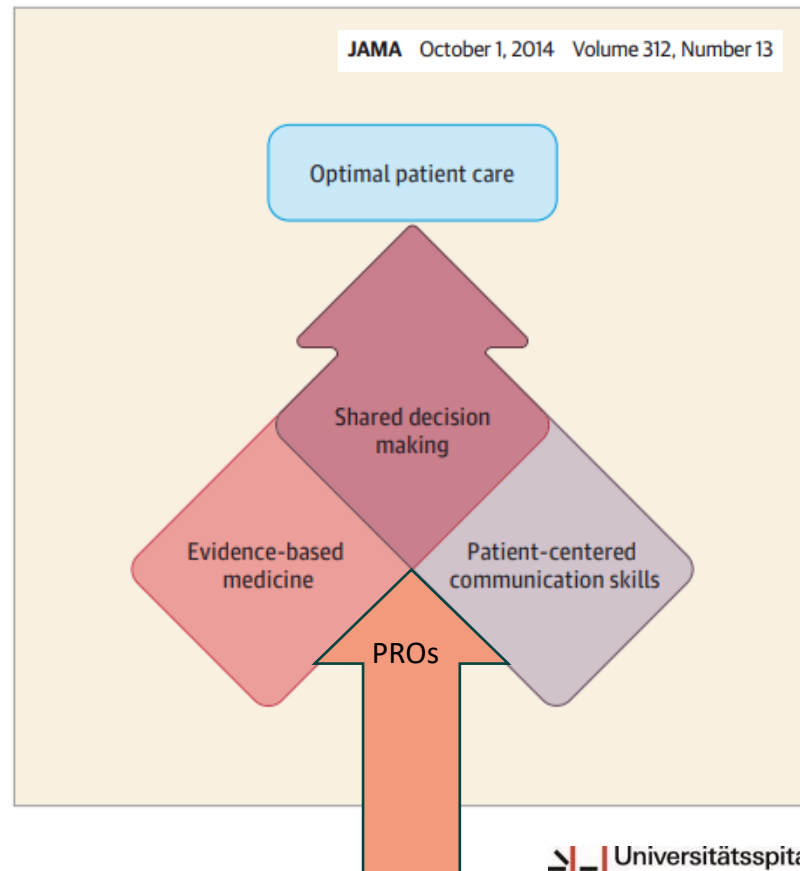 JAMA October 1, 2014 Volume 312, Number 13
Optimal patient care
Shared decision
making
Evidence-based
medicine
Patient-centered
communication skills
PROs